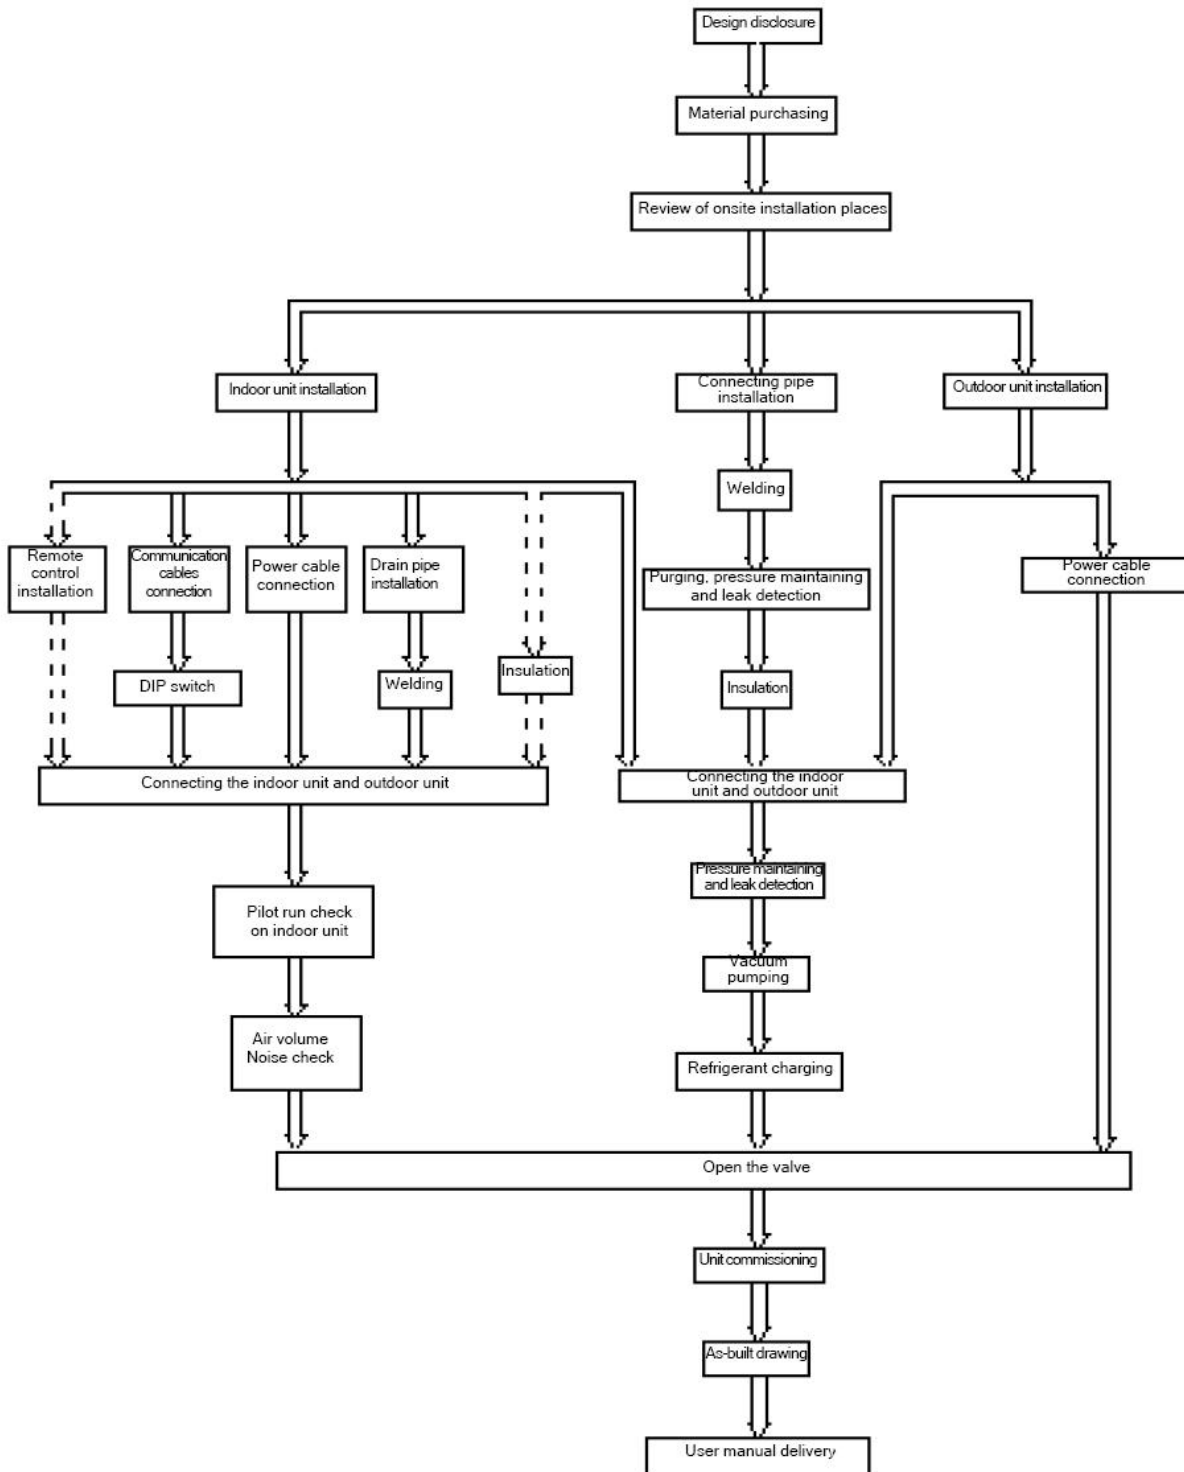 Design disclosure
Material purchasing
Review of onsite installation places
Indoor unit installation
Connecting pipe
installation
Outdoor unit installation
Welding
Remote
control
installation
Communication
cables
connection
Power cable
connection
Drain pipe
installation
Purging, pressure maintaining
and leak detection
Power cable
connection
DIP switch
Welding
Insulation
Insulation
Connecting the indoor unit and outdoor unit
Connecting the indoor
unit and outdoor unit
Pressure maintaining
and leak detection
Pilot run check
on indoor unit
Vacuum
pumping
Air volume
Noise check
Refrigerant charging
Open the valve
Unit commissioning
As-built drawing
User manual delivery